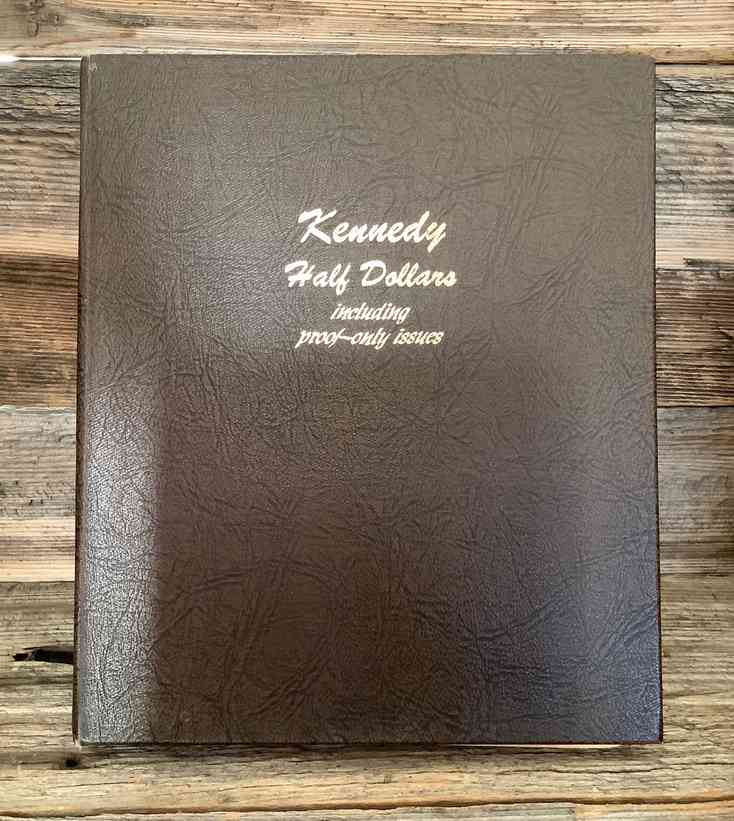 Kennedy
Half Dollars
including
proof-only issues